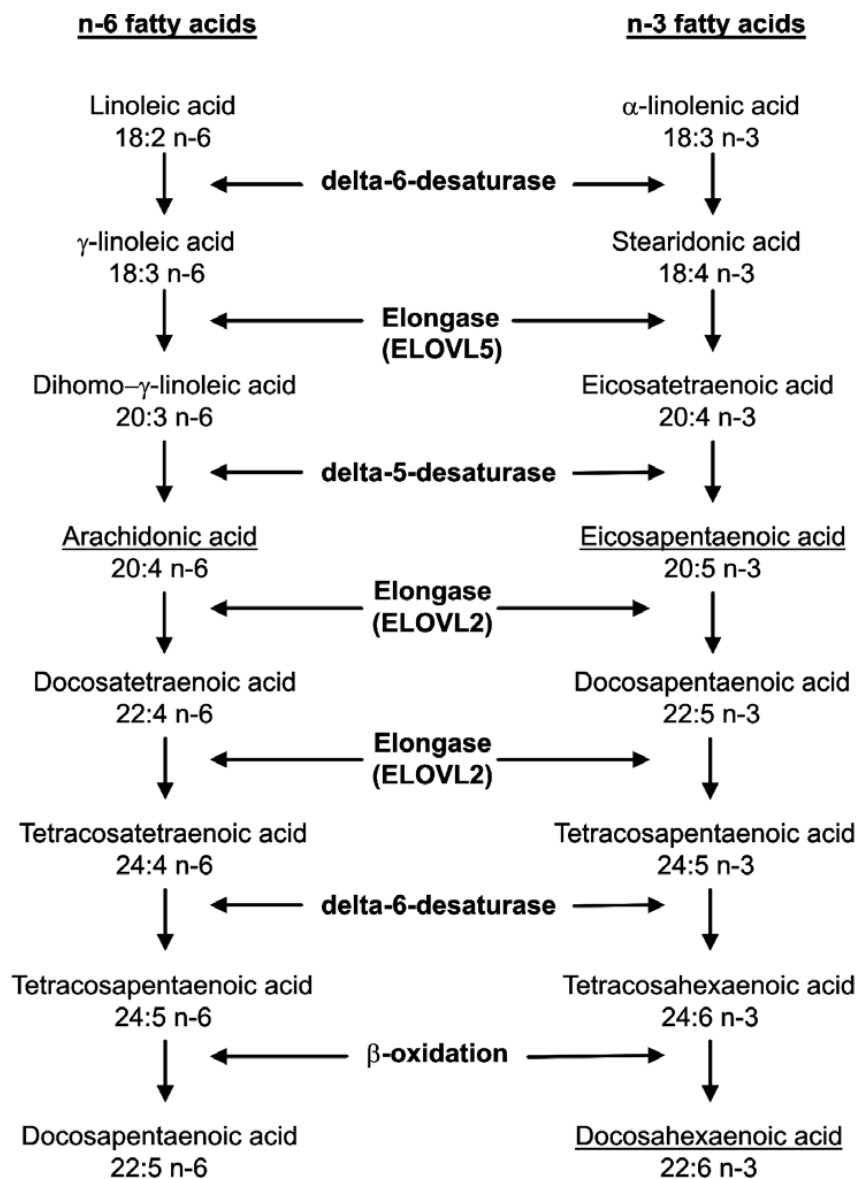 n-6 fatty acids
n-3 fatty acids
Linoleic acid
18:2 n-6
α-linolenic acid
18:3 n-3
delta-6-desaturase
γ-linoleic acid
18:3 n-6
Stearidonic acid
18:4 n-3
Elongase
(ELOVL5)
Dihomo–γ-linoleic acid
20:3 n-6
Eicosatetraenoic acid
20:4 n-3
delta-5-desaturase
Arachidonic acid
20:4 n-6
Eicosapentaenoic acid
20:5 n-3
Elongase
(ELOVL2)
Docosatetraenoic acid
22:4 n-6
Docosapentaenoic acid
22:5 n-3
Elongase
(ELOVL2)
Tetracosatetraenoic acid
24:4 n-6
Tetracosapentaenoic acid
24:5 n-3
delta-6-desaturase
Tetracosapentaenoic acid
24:5 n-6
Tetracosahexaenoic acid
24:6 n-3
β-oxidation
Docosapentaenoic acid
22:5 n-6
Docosahexaenoic acid
22:6 n-3